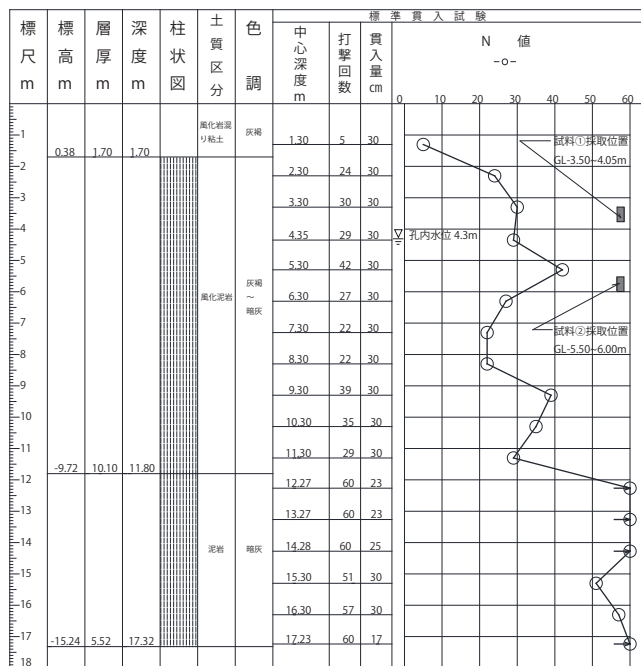 標尺m
標高m
層厚m
深度m
柱状図
土質区分
色調
標準貫入試験
中心深度m
打撃回数
貫入量cm
N 値
-o-
0 10 20 30 40 50 60
風化岩混り粘土
灰褐
0.38 1.70 1.70
風化泥岩
灰褐～暗灰
-9.72 10.10 11.80
泥岩
暗灰
-15.24 5.52 17.32
1
2
3
4
5
6
7
8
9
10
11
12
13
14
15
16
17
18
1.30 5 30
2.30 24 30
3.30 30 30
4.35 29 30
5.30 42 30
6.30 27 30
7.30 22 30
8.30 22 30
9.30 39 30
10.30 35 30
11.30 29 30
12.27 60 23
13.27 60 23
14.28 60 25
15.30 51 30
16.30 57 30
17.23 60 17
試料①採取位置
GL-3.50~4.05m
孔内水位 4.3m
試料②採取位置
GL-5.50~6.00m